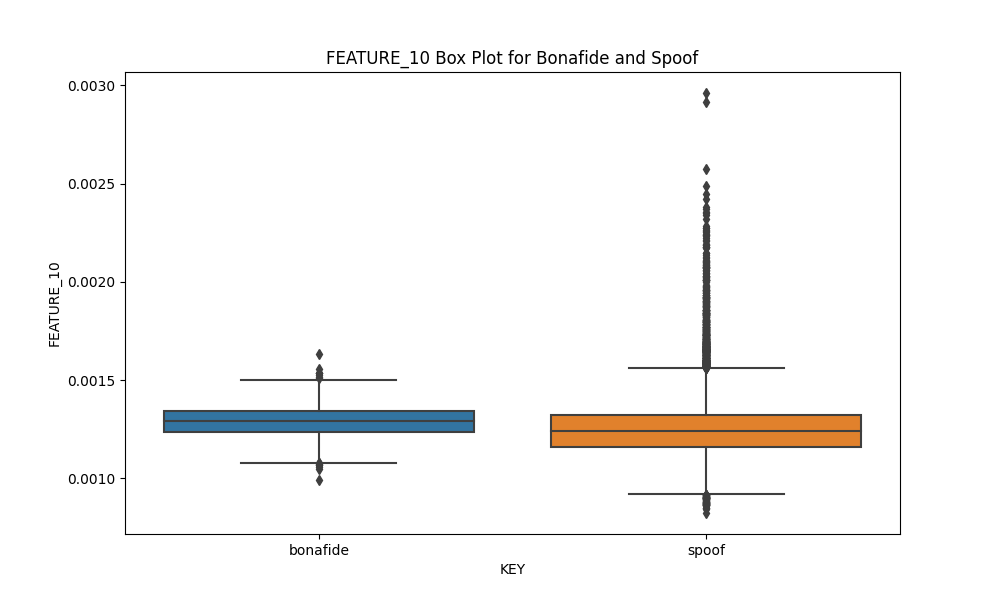 FEATURE_10 Box Plot for Bonafide and Spoof
0.0030
0.0025
0.0020
0.0015
0.0010
FEATURE_10
bonafide
spoof
KEY